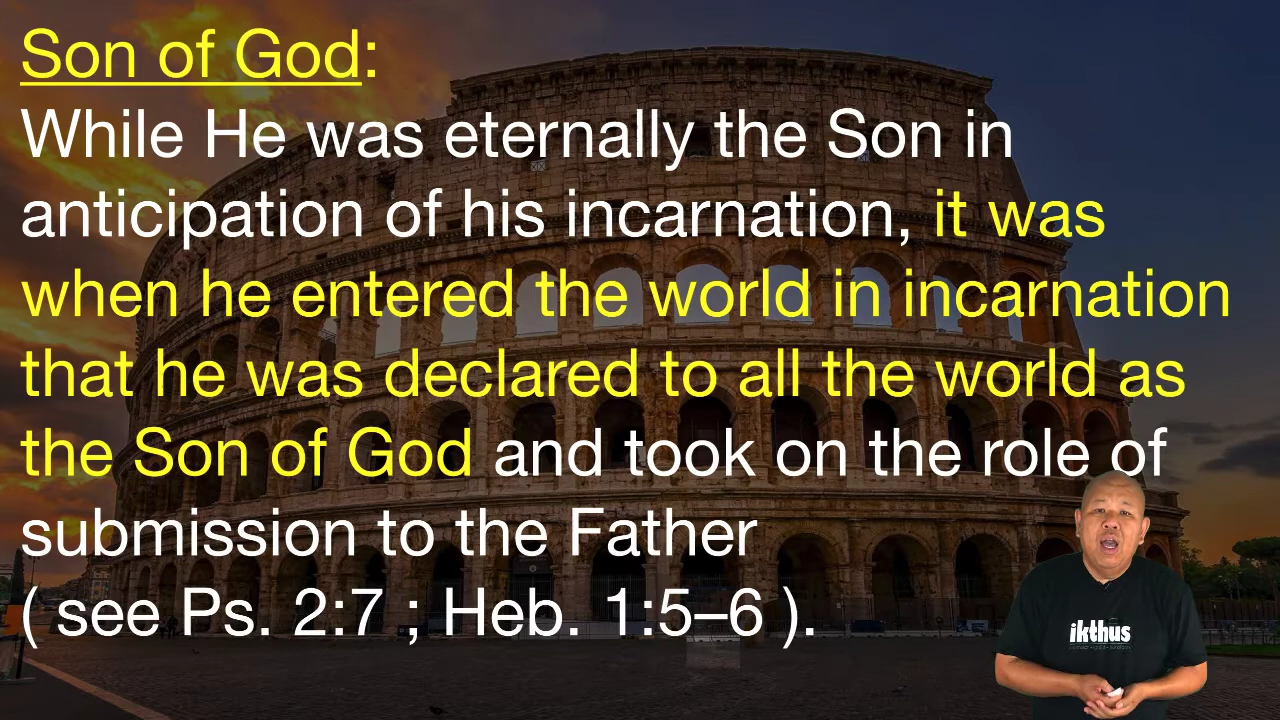 Son of God:
While He was eternally the Son in
anticipation of his incarnation, it was
when he entered the world in incarnation
that he was declared to all the world as
the Son of God and took on the role of
submission to the Father
( see Ps. 2:7 ; Heb. 1:5–6 ).
ikthus